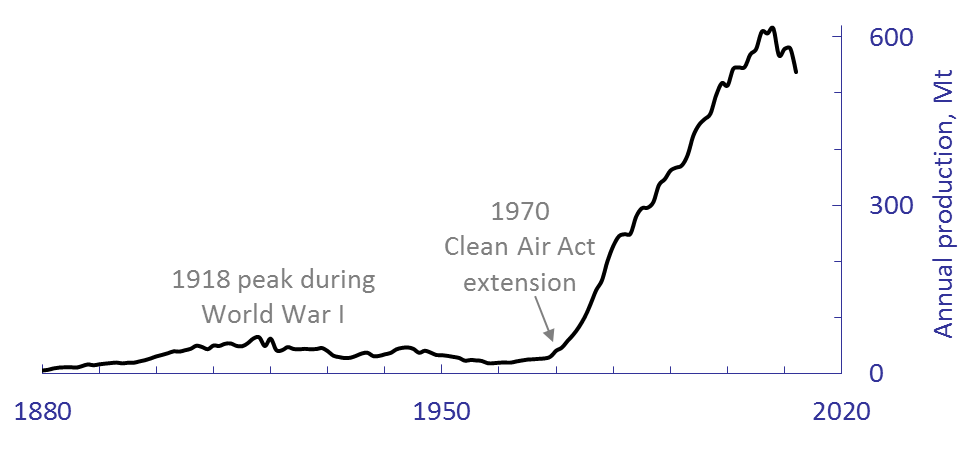 600
300
0
Annual production, Mt
1970
Clean Air Act
extension
1918 peak during
World War I
1880
1950
2020